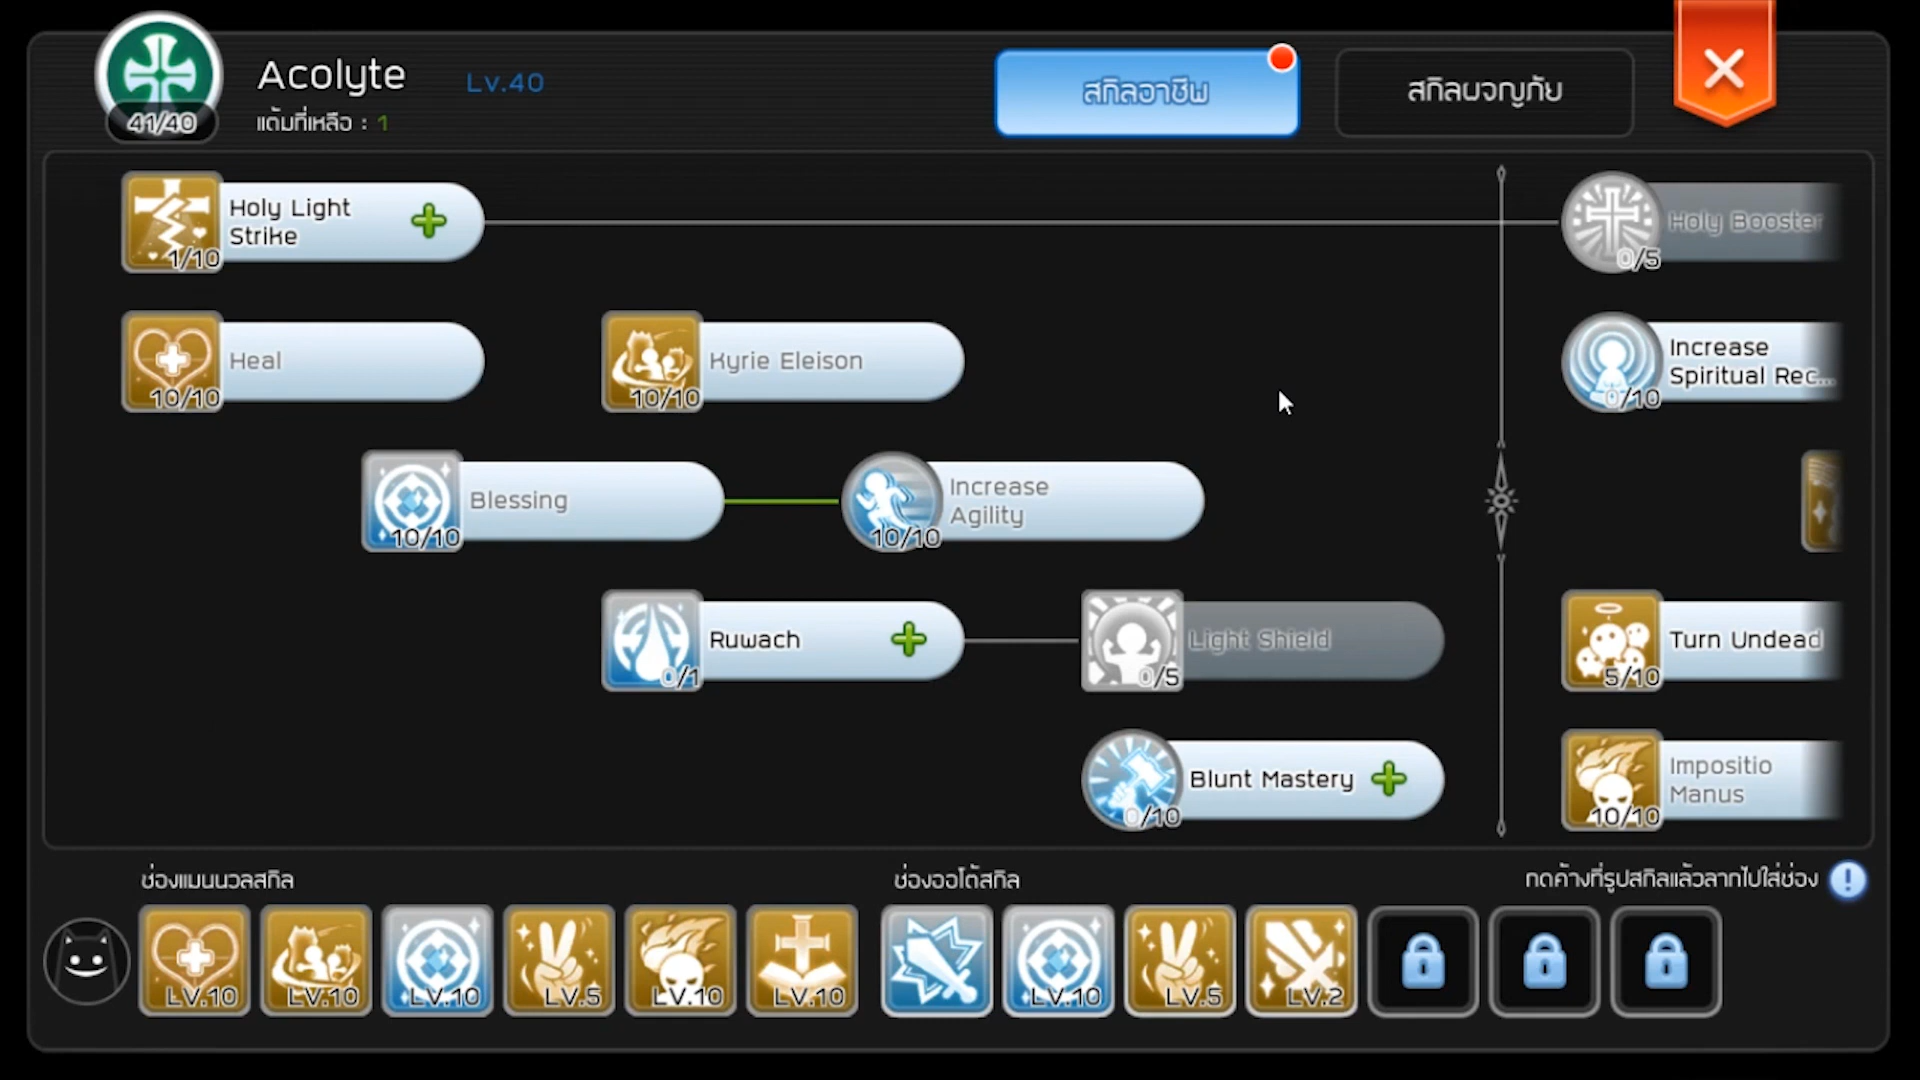 Acolyte
Lv.40
41/40
แต้มที่เหลือ : 1
สกิลอาชีพ
สกิลผจญภัย
Holy Light
Strike
1/10
Holy Booster
0/5
Heal
10/10
Kyrie Eleison
10/10
Increase
Spiritual Rec...
0/10
Blessing
10/10
Increase
Agility
10/10
Ruwach
0/1
Light Shield
0/5
Turn Undead
5/10
Blunt Mastery
0/10
Impositio
Manus
10/10
ช่องแมนนวลสกิล
ช่องออโต้สกิล
กดค้างที่รูปสกิลแล้วลากไปใส่ช่อง
LV.10
LV.10
LV.10
LV.5
LV.10
LV.10
LV.10
LV.5
LV.2